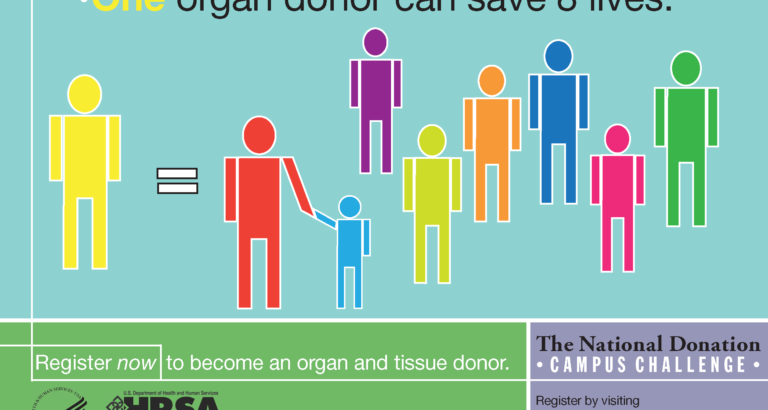 One organ donor can save 8 lives.
=
Register now to become an organ and tissue donor.
The National Donation
• CAMPUS CHALLENGE •
U.S. Department of Health and Human Services
HRSA
Register by visiting